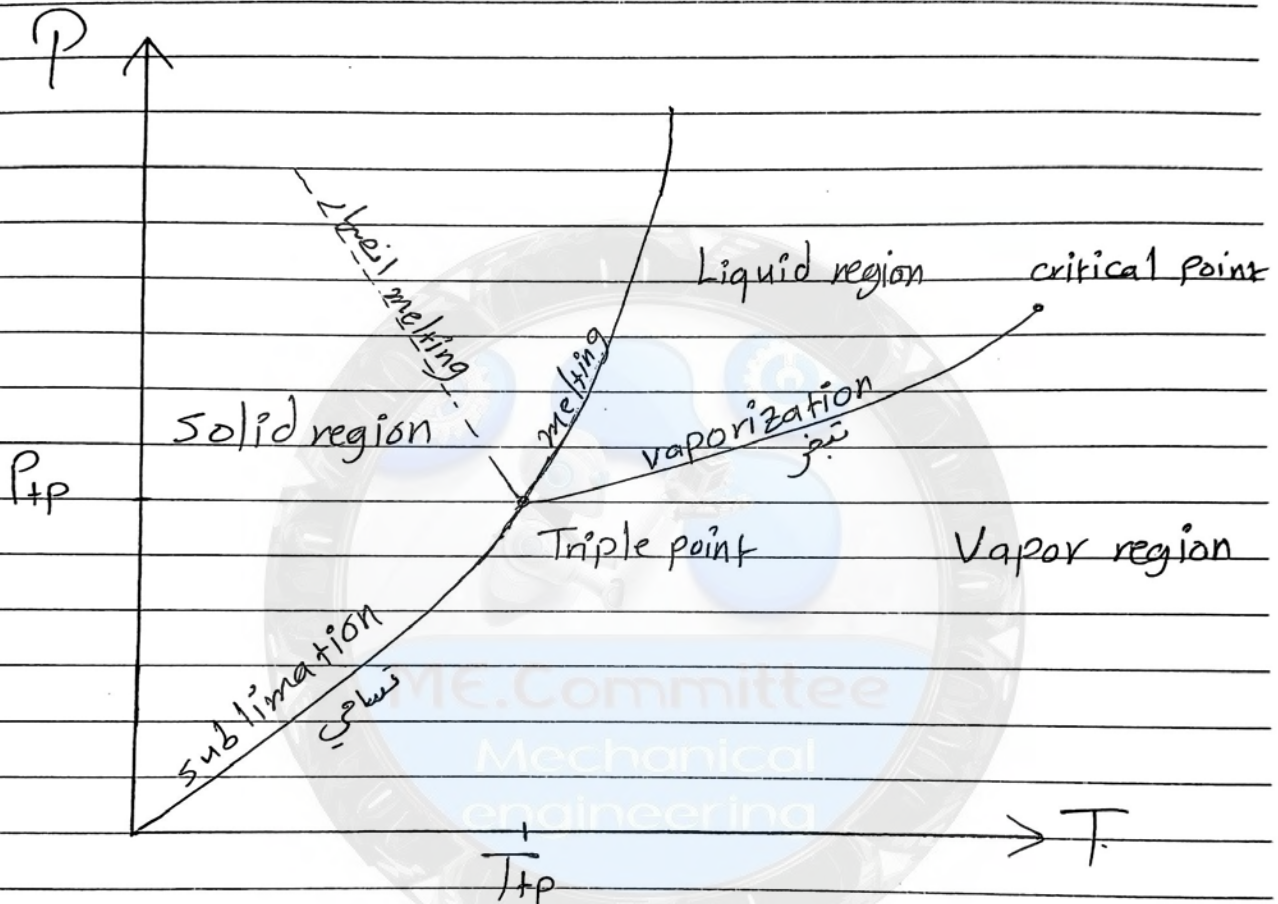 P
Liquid region
critical point
melting
melting
Solid region
vaporization
تبخر
Ptp
Triple point
Vapor region
sublimation
تسامي
ME.Committee
Mechanical
engineering
T
Ttp